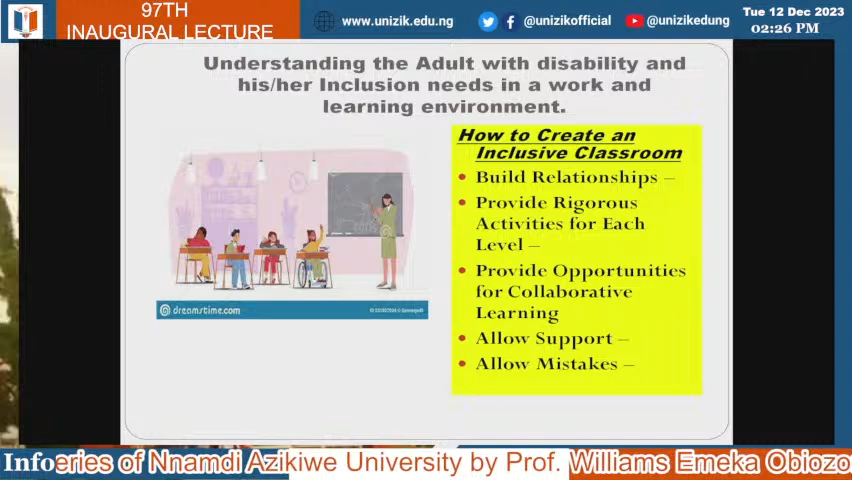 97TH
INAUGURAL LECTURE
www.unizik.edu.ng
@unizikofficial
@unizikedung
Tue 12 Dec 2023
02:26 PM
Understanding the Adult with disability and
his/her Inclusion needs in a work and
learning environment.
How to Create an
Inclusive Classroom
• Build Relationships –
• Provide Rigorous
Activities for Each
Level –
• Provide Opportunities
for Collaborative
Learning
• Allow Support –
• Allow Mistakes –
dreamstime.com
Info
eries of Nnamdi Azikiwe University by Prof. Williams Emeka Obiozo